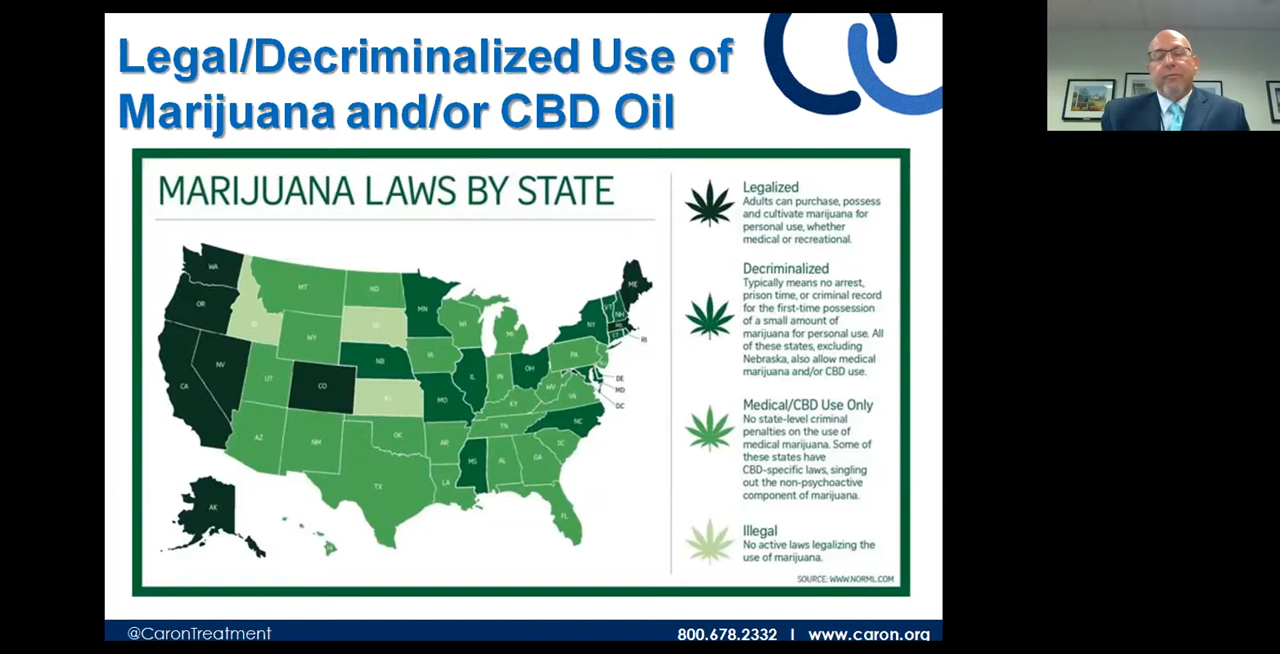 Legal/Decriminalized Use of
Marijuana and/or CBD Oil
MARIJUANA LAWS BY STATE
WA
OR
CA
NV
MT
WY
UT
CO
AZ
NM
ND
NB
OK
TX
MN
IA
MO
AR
LA
WI
IL
MS
MI
IN
OH
KY
TN
AL
GA
FL
SC
NC
VA
WV
PA
NY
VT
NH
ME
RI
DE
MD
DC
AK
Legalized
Adults can purchase, possess
and cultivate marijuana for
personal use, whether
medical or recreational.
Decriminalized
Typically means no arrest,
prison time, or criminal record
for the first-time possession
of a small amount of
marijuana for personal use. All
of these states, excluding
Nebraska, also allow medical
marijuana and/or CBD use.
Medical/CBD Use Only
No state-level criminal
penalties on the use of
medical marijuana. Some of
these states have
CBD-specific laws, singling
out the non-psychoactive
component of marijuana.
Illegal
No active laws legalizing the
use of marijuana.
SOURCE: WWW.NORML.COM
@CaronTreatment
800.678.2332 | www.caron.org